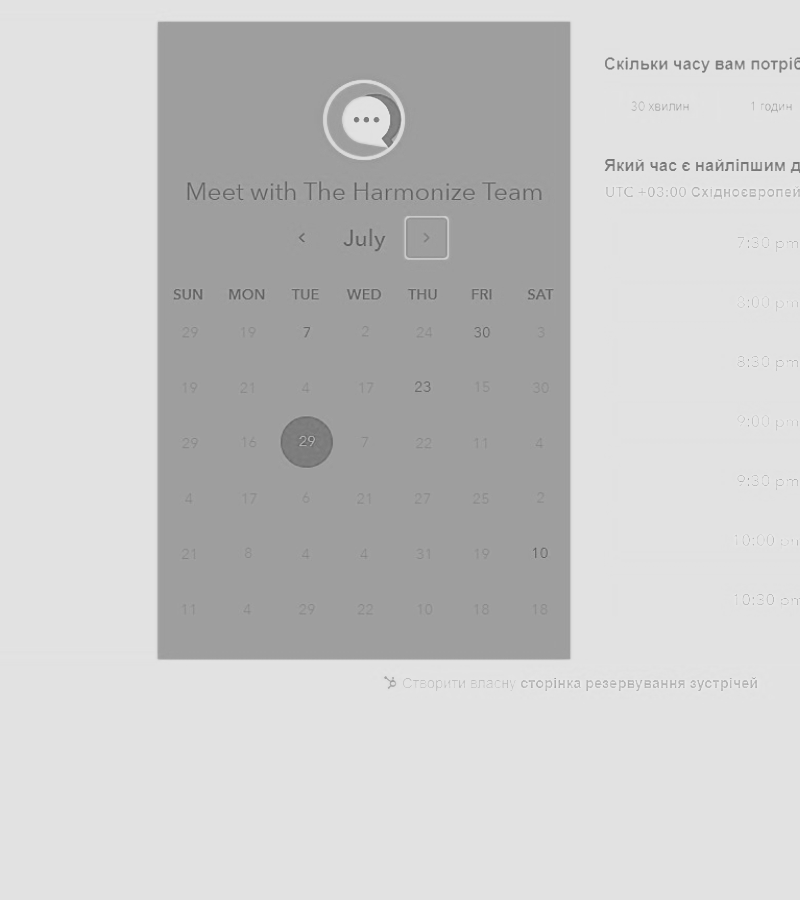 Meet with The Harmonize Team
July
SUN MON TUE WED THU FRI SAT
29 19 7 2 24 30 3
19 21 4 17 23 15 30
29 16 29 7 22 11 4
4 17 6 21 27 25 2
21 8 4 4 31 19 10
11 4 29 22 10 18 18
Скільки часу вам потріб
30 хвилин 1 годин
Який час є найліпшим д
UTC +03:00 Східноєвропей
7:30 pm
8:30 pm
9:00 pm
9:30 pm
10:00 pm
10:30 pm
Створити власну сторінка резервування зустрічей